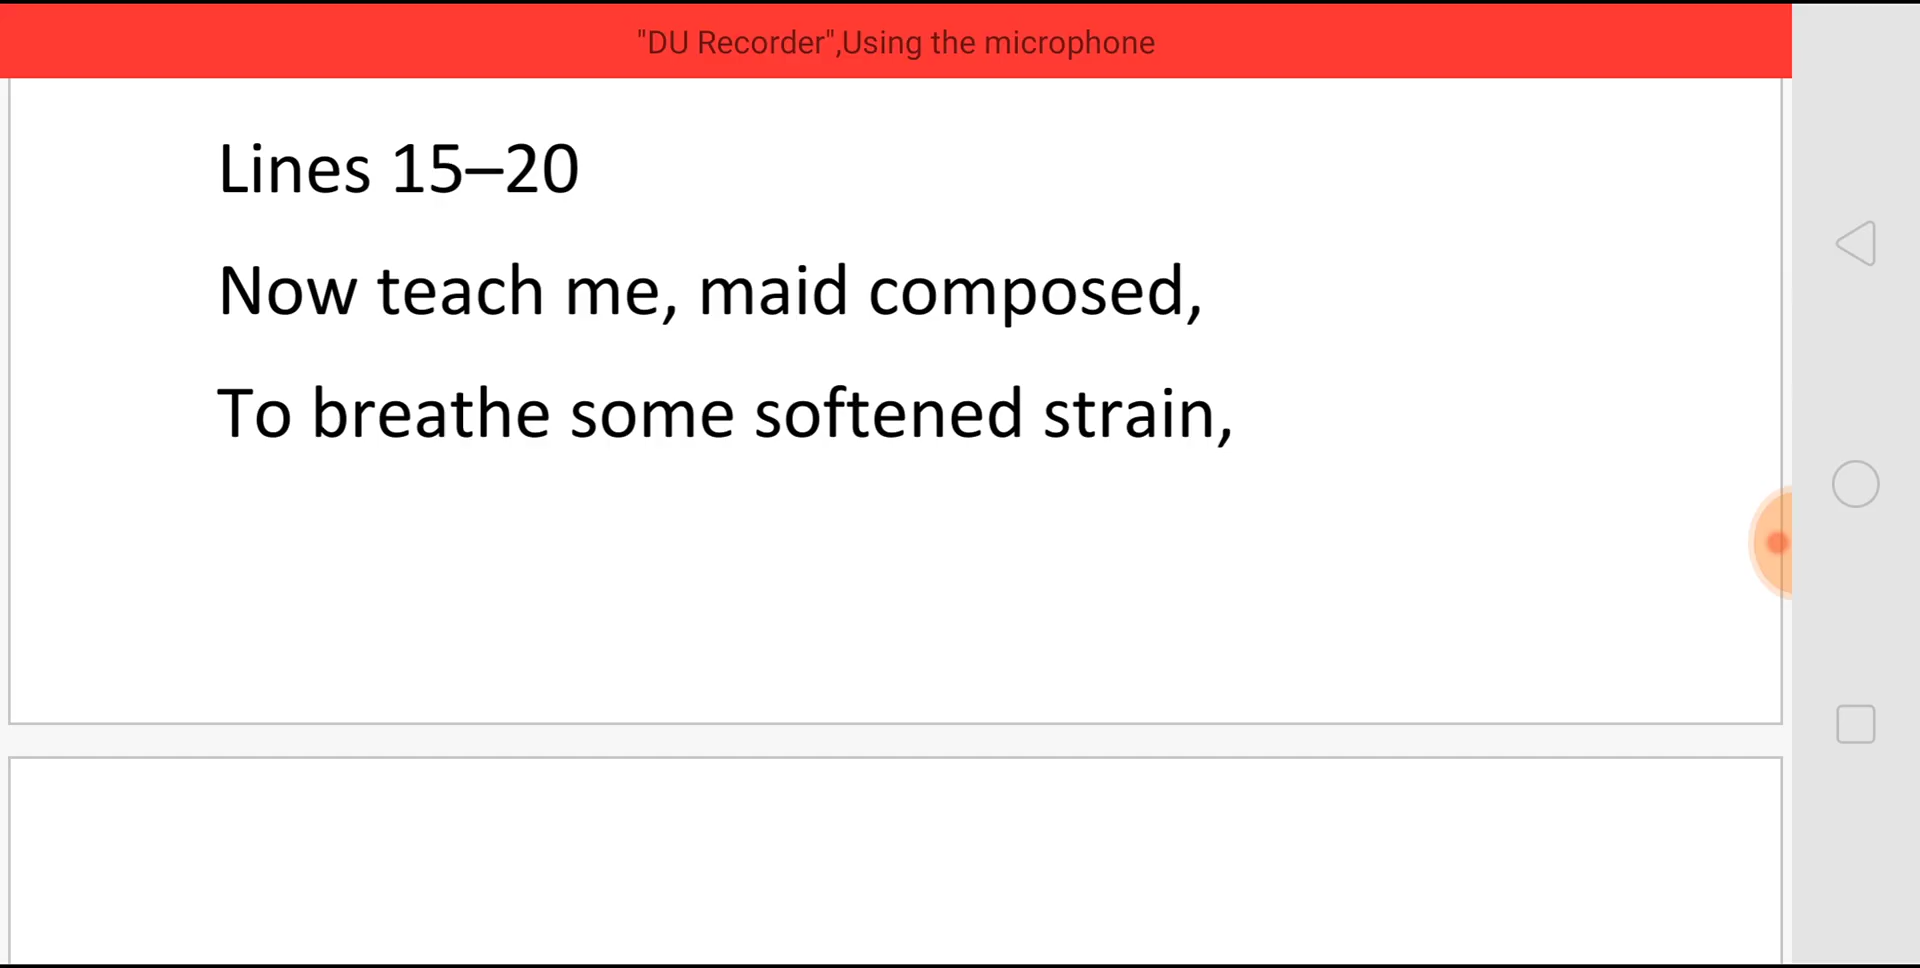 "DU Recorder",Using the microphone
Lines 15–20
Now teach me, maid composed,
To breathe some softened strain,